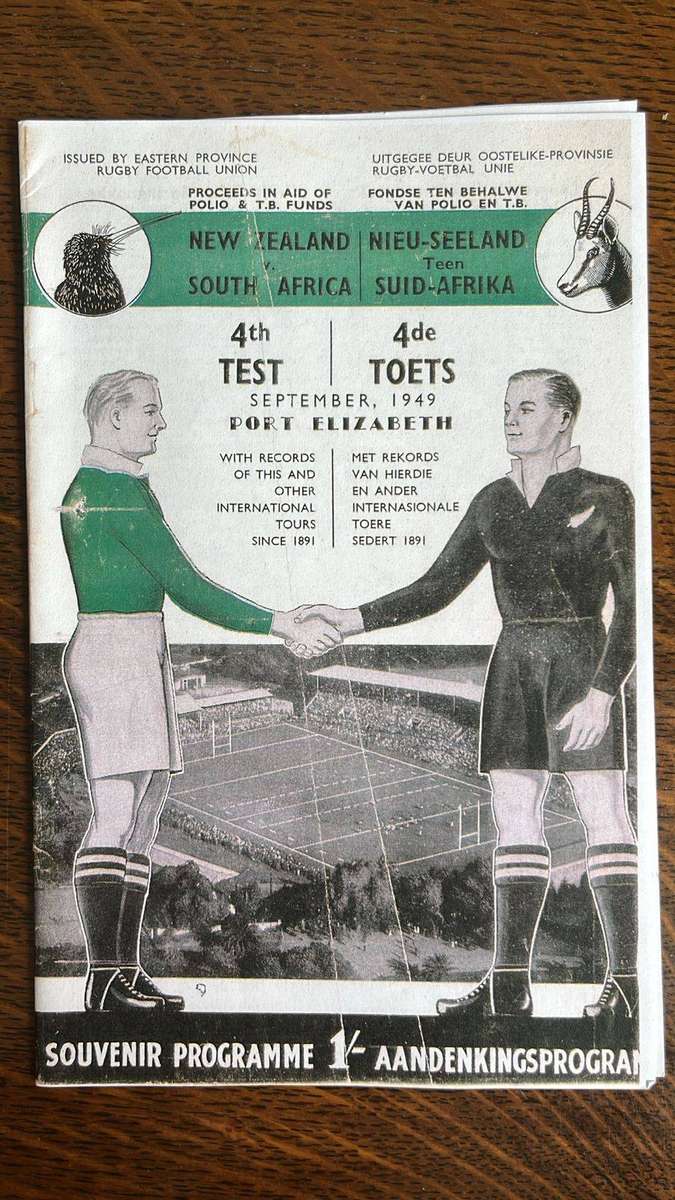 ISSUED BY EASTERN PROVINCE
RUGBY FOOTBALL UNION
UITGEGEE DEUR OOSTELIKE-PROVINSIE
RUGBY-VOETBAL UNIE
PROCEEDS IN AID OF
POLIO & T.B. FUNDS
FONDSE TEN BEHALWE
VAN POLIO EN T.B.
NEW ZEALAND
v.
SOUTH AFRICA
NIEU-SEELAND
Teen
SUID-AFRIKA
4th
TEST
4de
TOETS
SEPTEMBER, 1949
PORT ELIZABETH
WITH RECORDS
OF THIS AND
OTHER
INTERNATIONAL
TOURS
SINCE 1891
MET REKORDS
VAN HIERDIE
EN ANDER
INTERNASIONALE
TOERE
SEDERT 1891
SOUVENIR PROGRAMME 1/- AANDENKINGSPROGRAM